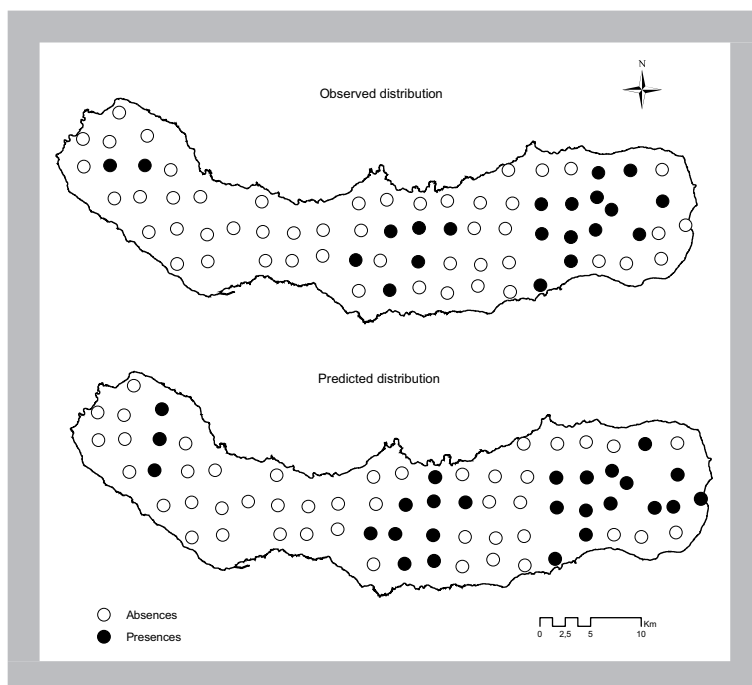 N
Observed distribution
Predicted distribution
Absences
Presences
Km
0 2,5 5 10